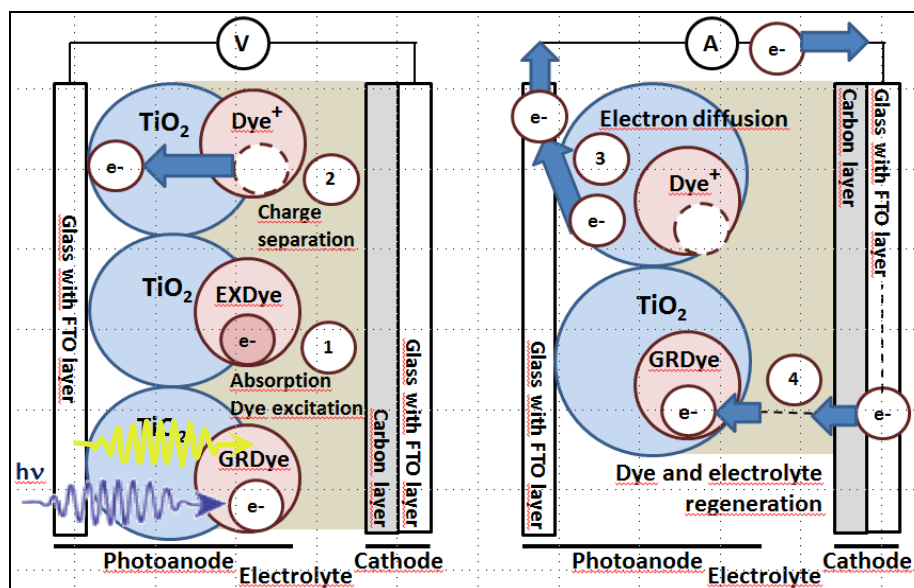 V
TiO2
Dye+
e-
2
Charge
separation
TiO2
EXDye
e-
1
Absorption
Dye excitation
TiO2
GRDye
hν
e-
Glass with FTO layer
Carbon layer
Glass with FTO layer
Photoanode
Electrolyte
Cathode
A
e-
Electron diffusion
e-
3
Dye+
e-
TiO2
GRDye
4
e-
e-
Dye and electrolyte
regeneration
Glass with FTO layer
Carbon layer
Glass with FTO layer
Photoanode
Electrolyte
Cathode